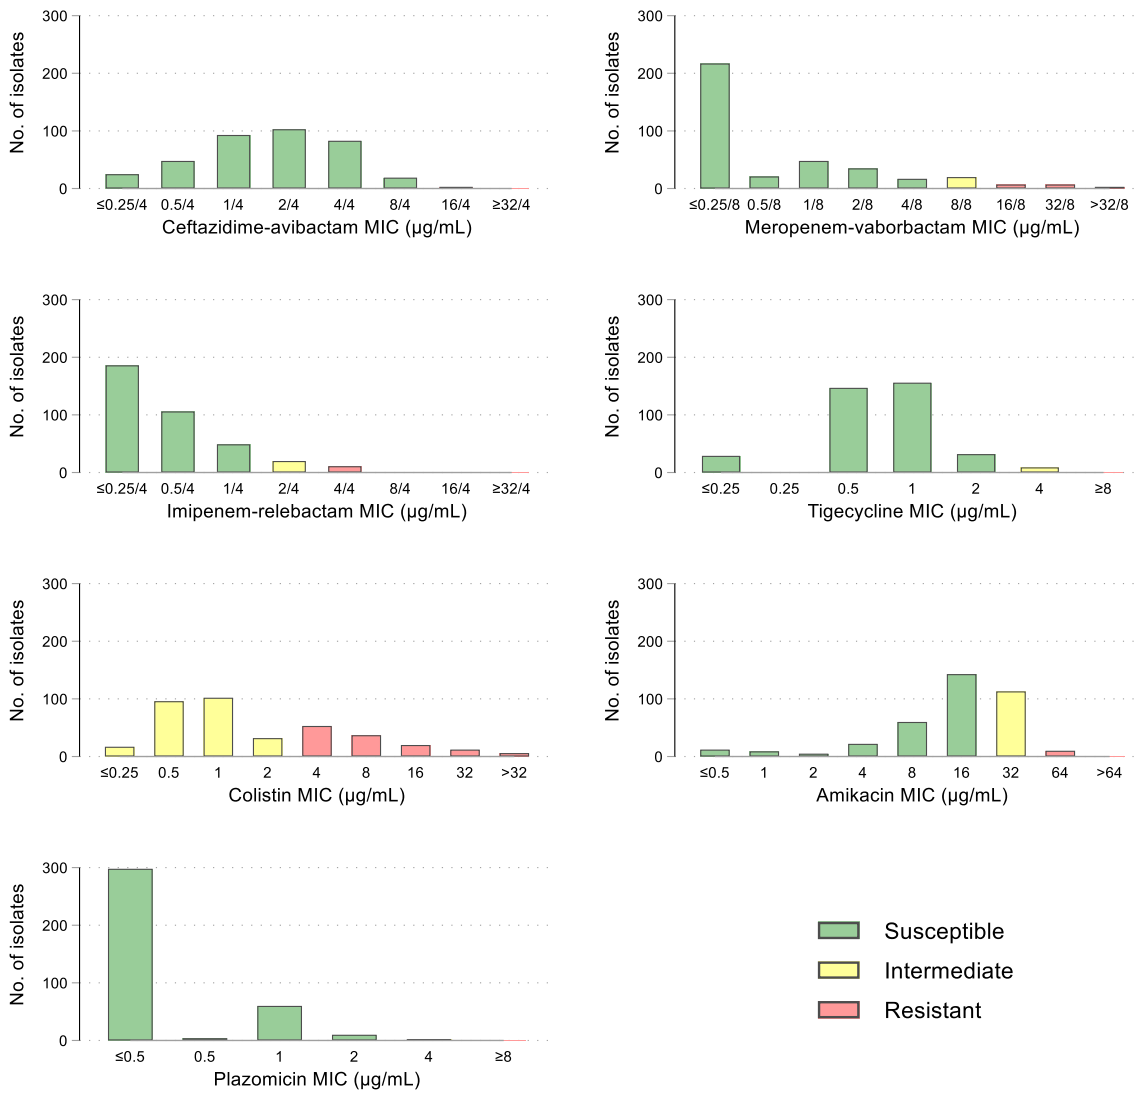 No. of isolates
300
200
100
0
≤0.25/4 0.5/4 1/4 2/4 4/4 8/4 16/4 ≥32/4
Ceftazidime-avibactam MIC (µg/mL)
No. of isolates
300
200
100
0
≤0.25/8 0.5/8 1/8 2/8 4/8 8/8 16/8 32/8 >32/8
Meropenem-vaborbactam MIC (µg/mL)
No. of isolates
300
200
100
0
≤0.25/4 0.5/4 1/4 2/4 4/4 8/4 16/4 ≥32/4
Imipenem-relebactam MIC (µg/mL)
No. of isolates
300
200
100
0
≤0.25 0.25 0.5 1 2 4 ≥8
Tigecycline MIC (µg/mL)
No. of isolates
300
200
100
0
≤0.25 0.5 1 2 4 8 16 32 >32
Colistin MIC (µg/mL)
No. of isolates
300
200
100
0
≤0.5 1 2 4 8 16 32 64 >64
Amikacin MIC (µg/mL)
No. of isolates
300
200
100
0
≤0.5 0.5 1 2 4 ≥8
Plazomicin MIC (µg/mL)
Susceptible
Intermediate
Resistant